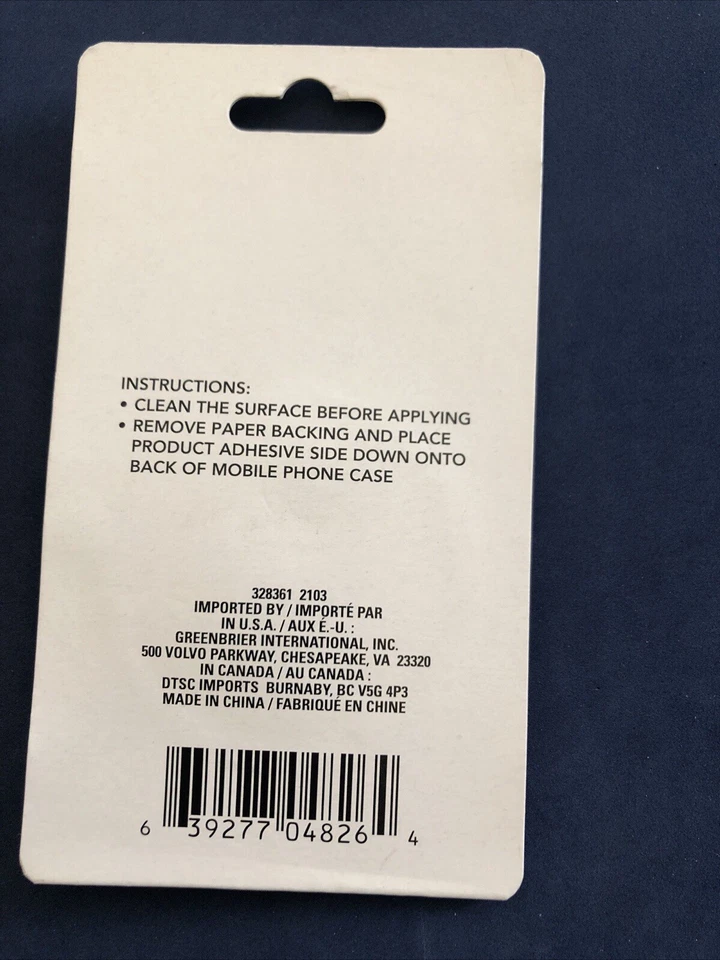 INSTRUCTIONS:
• CLEAN THE SURFACE BEFORE APPLYING
• REMOVE PAPER BACKING AND PLACE
PRODUCT ADHESIVE SIDE DOWN ONTO
BACK OF MOBILE PHONE CASE
328361 2103
IMPORTED BY / IMPORTÉ PAR
IN U.S.A. / AUX É.-U. :
GREENBRIER INTERNATIONAL, INC.
500 VOLVO PARKWAY, CHESAPEAKE, VA 23320
IN CANADA / AU CANADA :
DTSC IMPORTS BURNABY, BC V5G 4P3
MADE IN CHINA / FABRIQUÉ EN CHINE
6 39277 04826 4